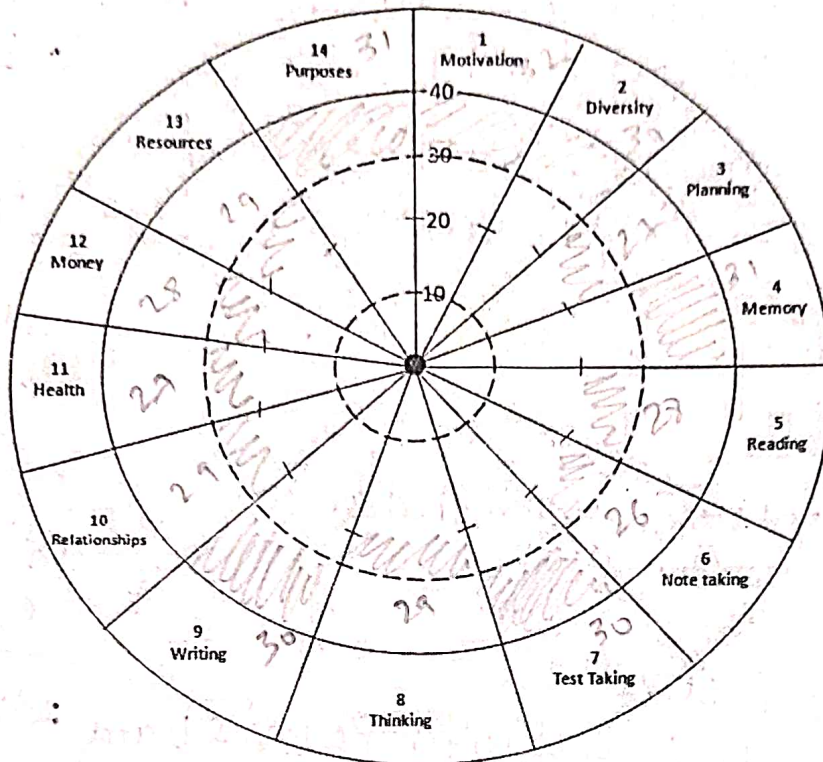 14
Purposes
31
1
Motivation
2
Diversity
3
Planning
27
4
Memory
31
5
Reading
27
6
Note taking
26
7
Test Taking
30
8
Thinking
29
9
Writing
30
10
Relationships
29
11
Health
29
12
Money
28
13
Resources
29
40
30
20
10